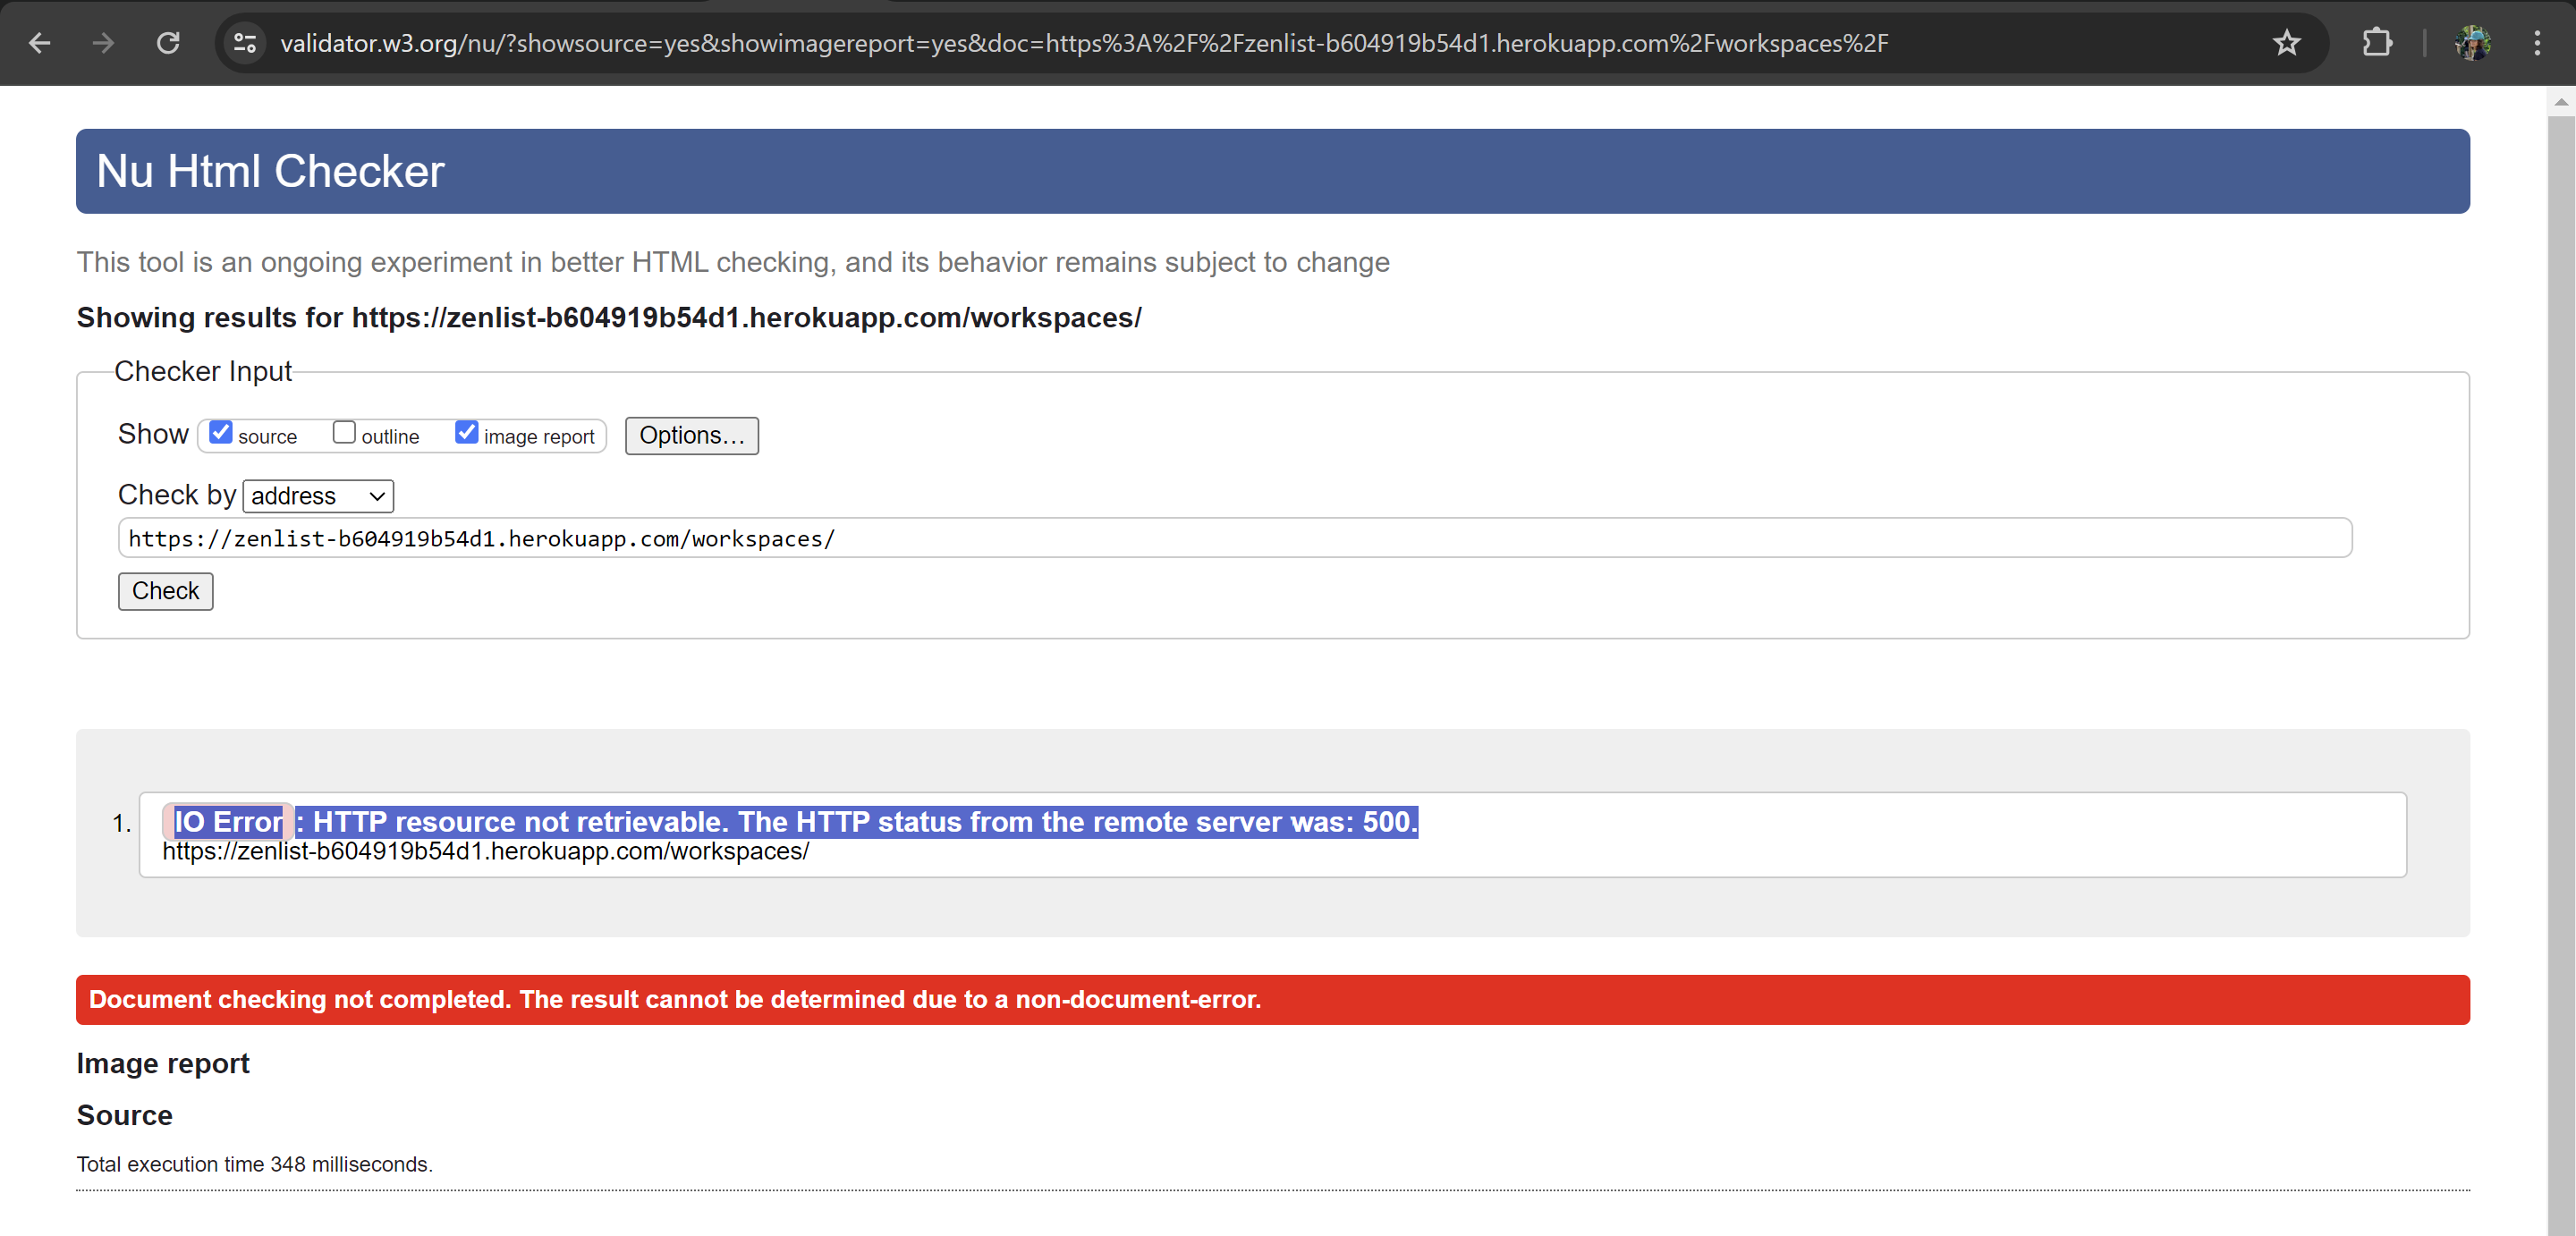 validator.w3.org/nu/?showsource=yes&showimagereport=yes&doc=https%3A%2F%2Fzenlist-b604919b54d1.herokuapp.com%2Fworkspaces%2F
Nu Html Checker
This tool is an ongoing experiment in better HTML checking, and its behavior remains subject to change
Showing results for https://zenlist-b604919b54d1.herokuapp.com/workspaces/
Checker Input
Show source outline image report Options…
Check by address
https://zenlist-b604919b54d1.herokuapp.com/workspaces/
Check
1. IO Error: HTTP resource not retrievable. The HTTP status from the remote server was: 500.
https://zenlist-b604919b54d1.herokuapp.com/workspaces/
Document checking not completed. The result cannot be determined due to a non-document-error.
Image report
Source
Total execution time 348 milliseconds.